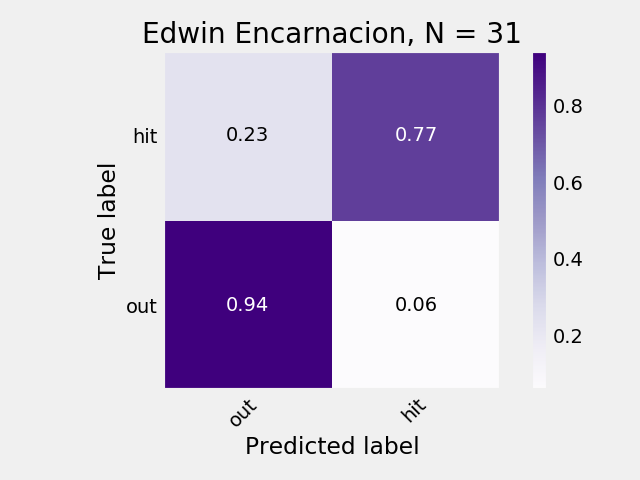 Edwin Encarnacion, N = 31
True label
hit
0.23
0.77
out
0.94
0.06
out
hit
Predicted label
0.8
0.6
0.4
0.2